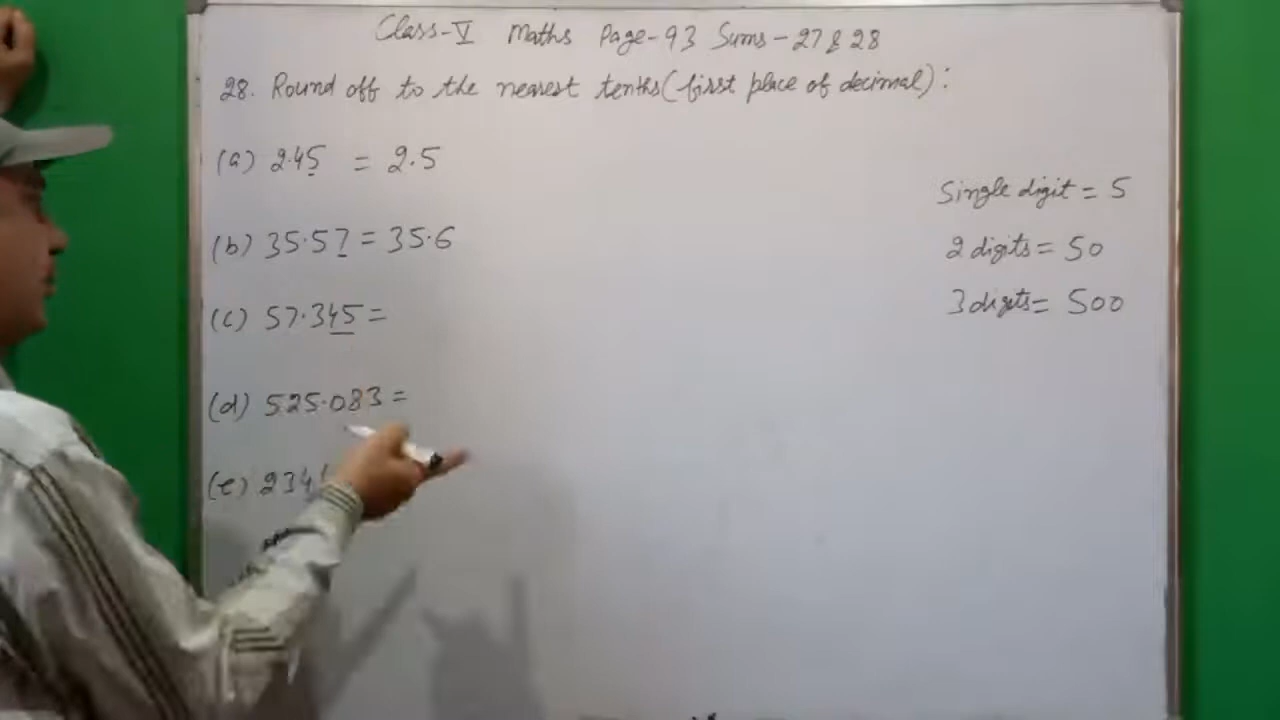 Class-V Maths Page-93 Sums-27 & 28
28. Round off to the nearest tenths (first place of decimal):
(a) 2.45 = 2.5
(b) 35.57 = 35.6
(c) 57.345 =
(d) 525.083 =
(e) 234
Single digit = 5
2 digits = 50
3 digits = 500